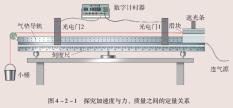 数字计时器
气垫导轨
光电门2
光电门1
滑块
遮光条
刻度尺
小桶
连气源
图4-2-1 探究加速度与力、质量之间的定量关系